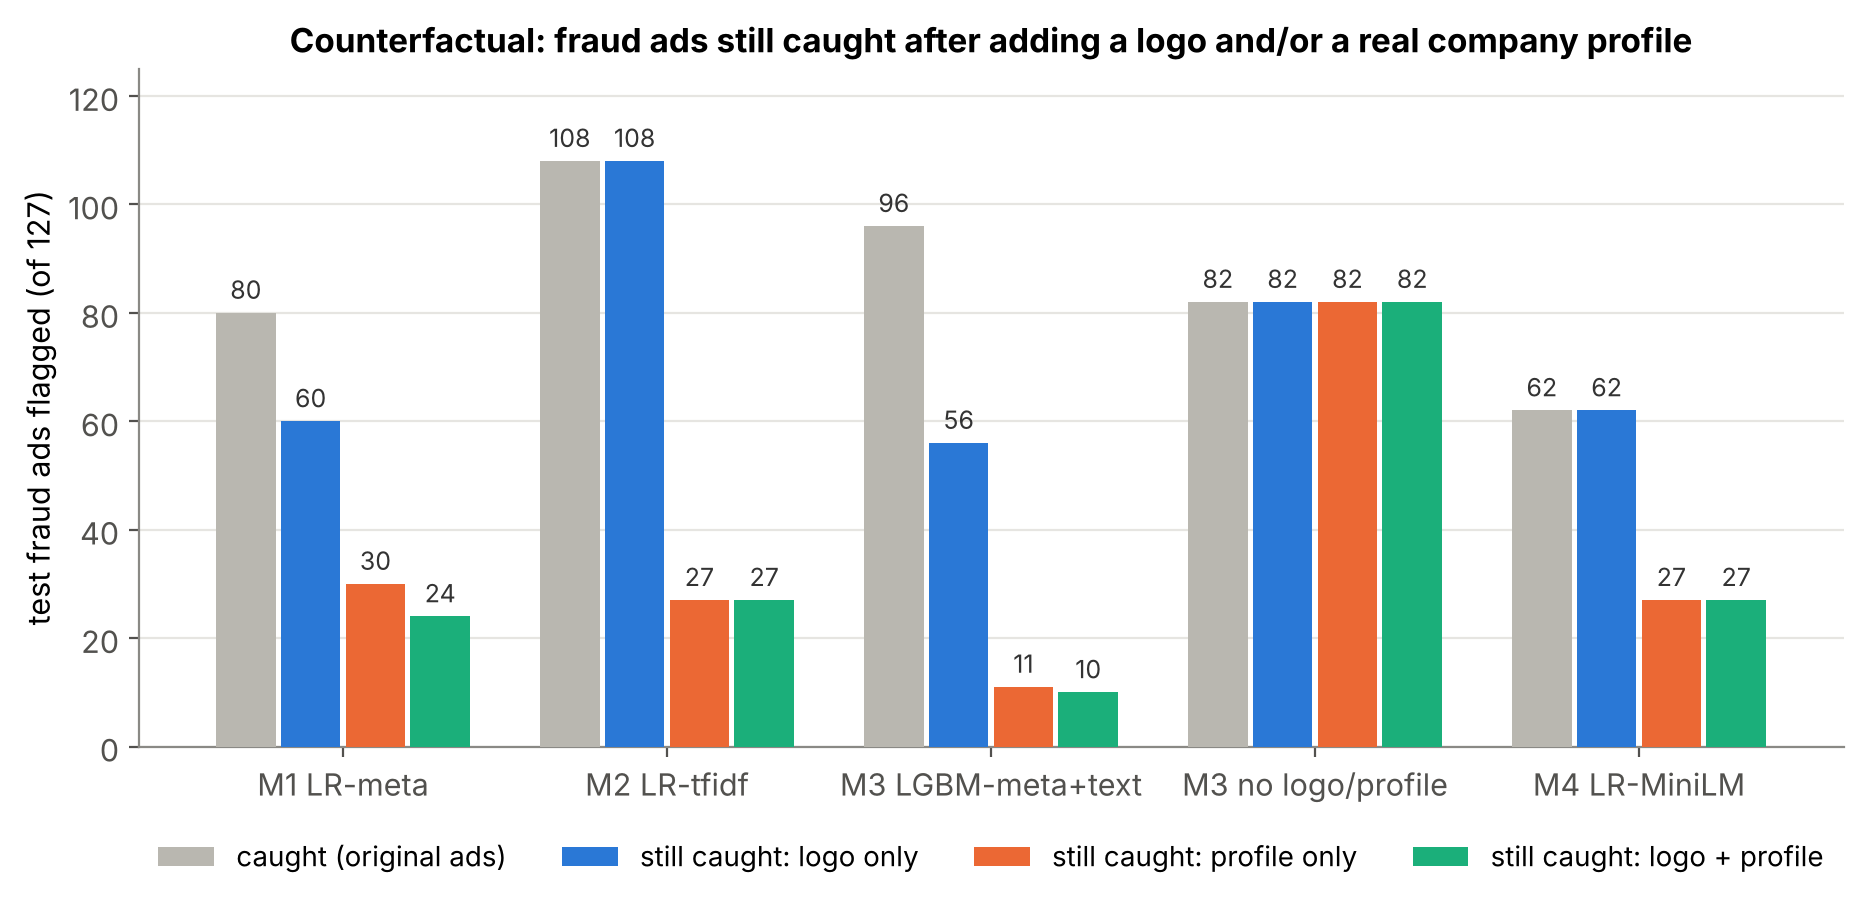 Counterfactual: fraud ads still caught after adding a logo and/or a real company profile
test fraud ads flagged (of 127)
120
100
80
60
40
20
0
80
60
30
24
108
108
27
27
96
56
11
10
82
82
82
82
62
62
27
27
M1 LR-meta
M2 LR-tfidf
M3 LGBM-meta+text
M3 no logo/profile
M4 LR-MiniLM
caught (original ads)
still caught: logo only
still caught: profile only
still caught: logo + profile